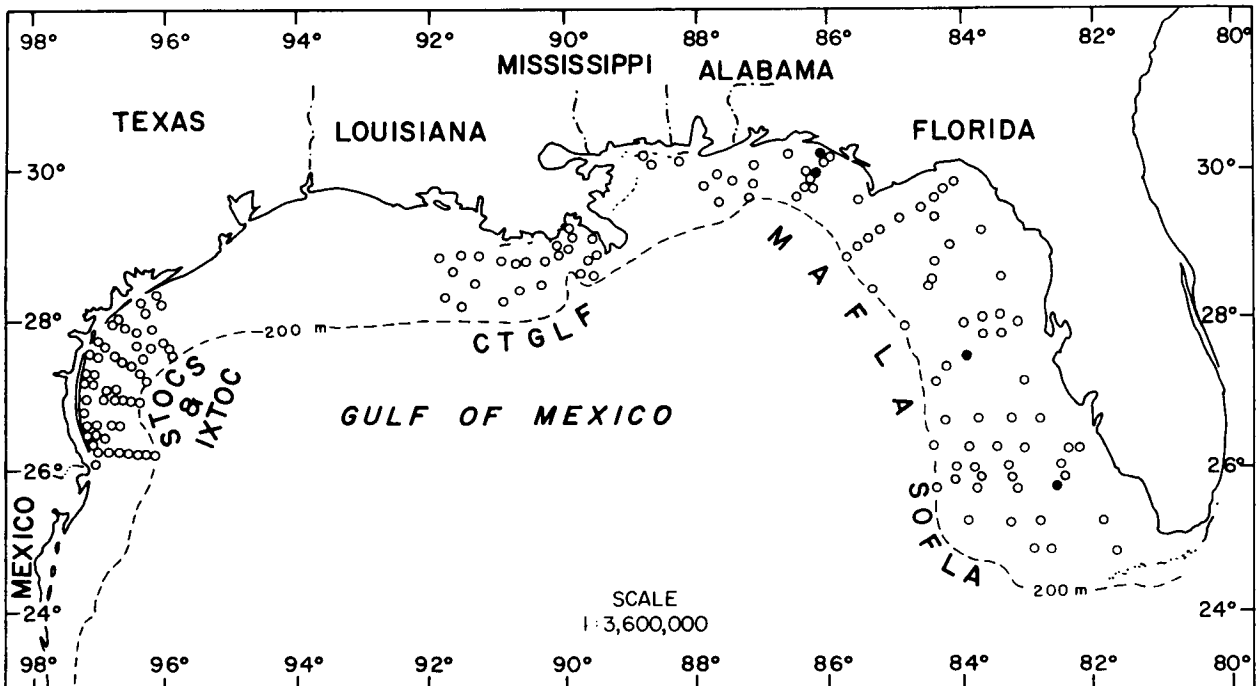 98° 96° 94° 92° 90° 88° 86° 84° 82° 80°
MISSISSIPPI ALABAMA
TEXAS LOUISIANA FLORIDA
30° 30°
MAFLA
28° 200 m CTGLF 28°
STOCS
&
IXTOC
GULF OF MEXICO
26° 26°
SOFLA
MEXICO
200 m
SCALE
1:3,600,000
24° 24°
98° 96° 94° 92° 90° 88° 86° 84° 82° 80°